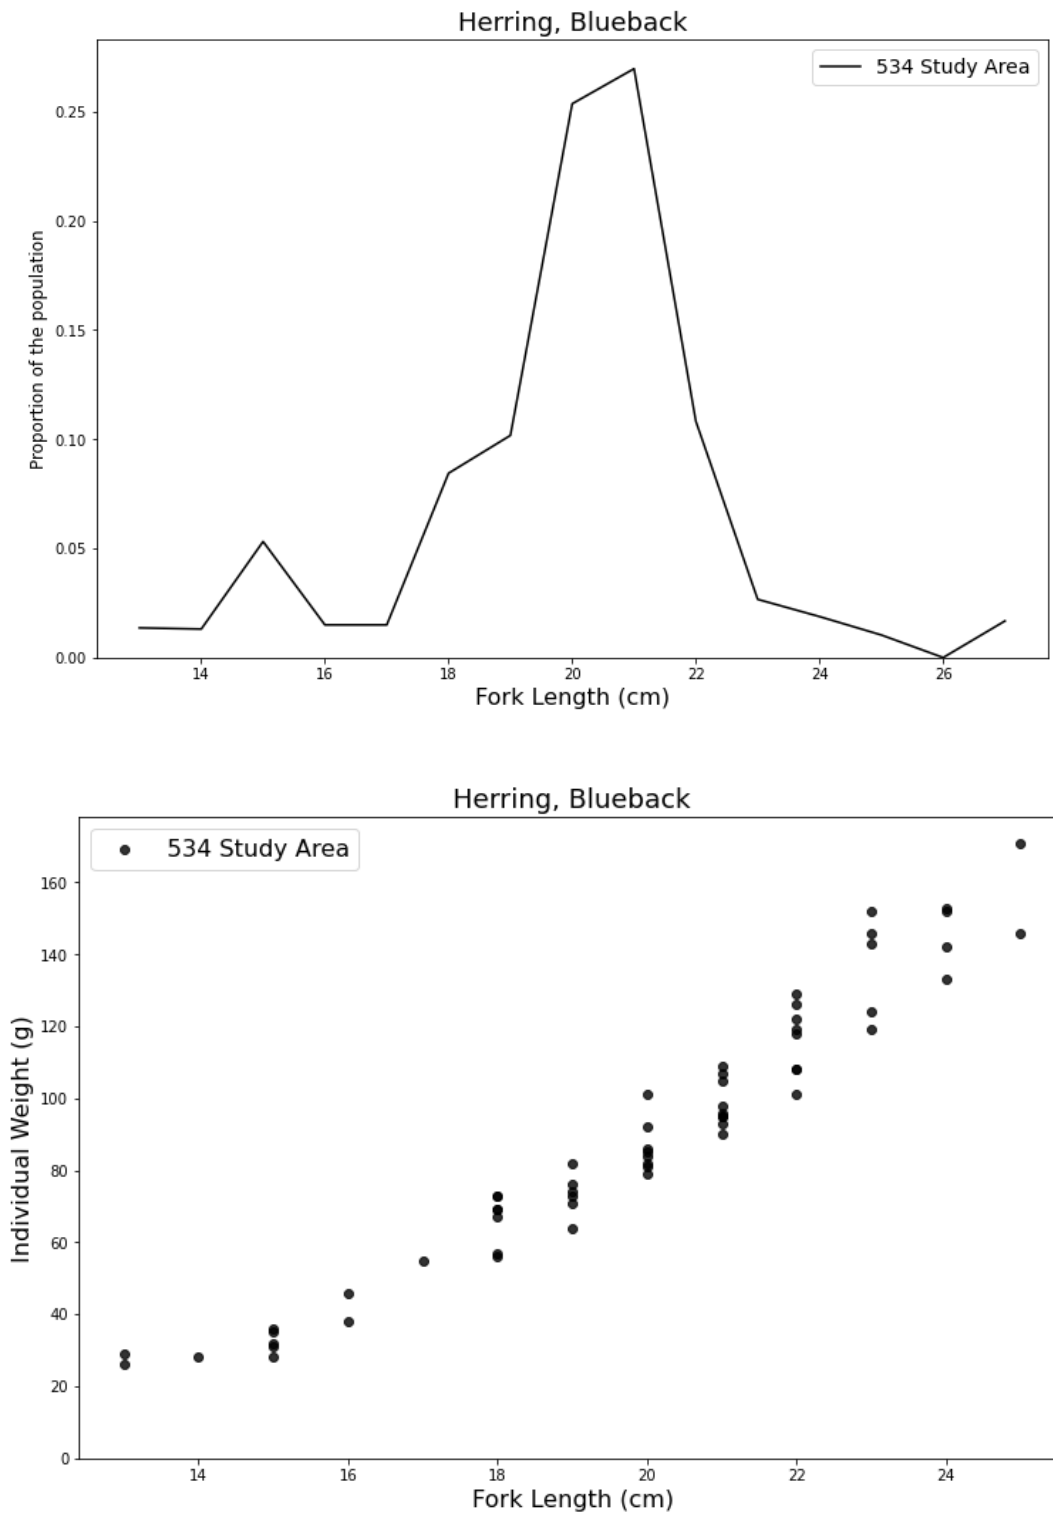 Herring, Blueback
534 Study Area
0.25
0.20
0.15
0.10
0.05
0.00
Proportion of the population
14 16 18 20 22 24 26
Fork Length (cm)
Herring, Blueback
534 Study Area
160
140
120
100
80
60
40
20
0
Individual Weight (g)
14 16 18 20 22 24
Fork Length (cm)